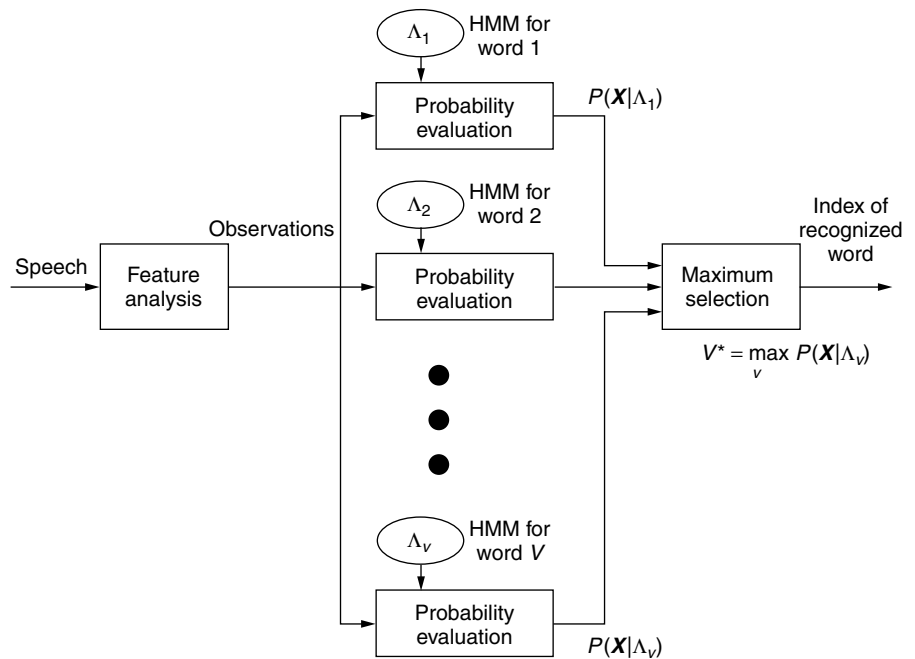 Λ1
HMM for
word 1
Probability
evaluation
P(X|Λ1)
Λ2
HMM for
word 2
Probability
evaluation
Speech
Feature
analysis
Observations
Maximum
selection
Index of
recognized
word
V* = max P(X|Λv)
v
Λv
HMM for
word V
Probability
evaluation
P(X|Λv)